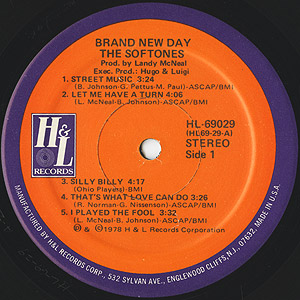 BRAND NEW DAY
THE SOFTONES
Prod. by Landy McNeal
Exec. Prod.: Hugo & Luigi
1. STREET MUSIC 3:24
(B. Johnson-G. Pattus-M. Paul)-ASCAP/BMI
2. LET ME HAVE A TURN 4:06
(L. McNeal-B. Johnson)-ASCAP/BMI
HL-69029
(HL69-29-A)
STEREO
Side 1
H&L
RECORDS
3. SILLY BILLY 4:17
(Ohio Players)/BMI
4. THAT'S WHAT LOVE CAN DO 3:26
(R. Norman-G. Nissenson)-ASCAP/BMI
5. I PLAYED THE FOOL 3:32
(L. McNeal-B. Johnson)-ASCAP/BMI
℗ & © 1978 H & L Records Corporation
MANUFACTURED BY H&L RECORDS CORP., 532 SYLVAN AVE., ENGLEWOOD CLIFFS, N.J., 07632, MADE IN U.S.A.